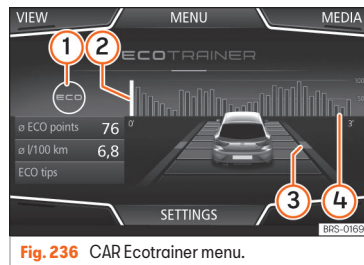 VIEW MENU MEDIA
1 2
ECOTRAINER
ECO
100
0' 3'
ø ECO points 76
ø l/100 km 6,8
ECO tips
3 4
SETTINGS
BRS-0169
Fig. 236 CAR Ecotrainer menu.